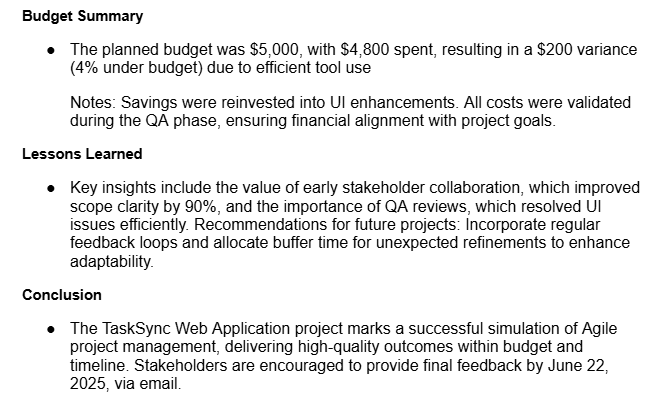 Budget Summary
● The planned budget was $5,000, with $4,800 spent, resulting in a $200 variance
(4% under budget) due to efficient tool use
Notes: Savings were reinvested into UI enhancements. All costs were validated
during the QA phase, ensuring financial alignment with project goals.
Lessons Learned
● Key insights include the value of early stakeholder collaboration, which improved
scope clarity by 90%, and the importance of QA reviews, which resolved UI
issues efficiently. Recommendations for future projects: Incorporate regular
feedback loops and allocate buffer time for unexpected refinements to enhance
adaptability.
Conclusion
● The TaskSync Web Application project marks a successful simulation of Agile
project management, delivering high-quality outcomes within budget and
timeline. Stakeholders are encouraged to provide final feedback by June 22,
2025, via email.